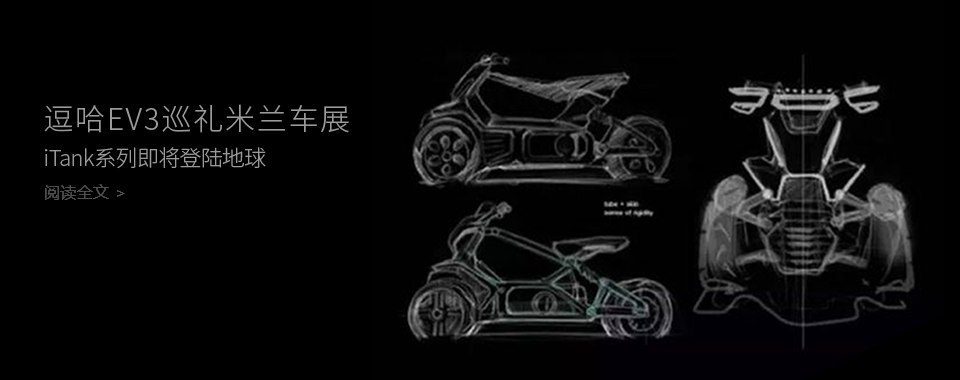 逗哈EV3巡礼米兰车展
iTank系列即将登陆地球
阅读全文 >
tube + skin
sense of rigidity